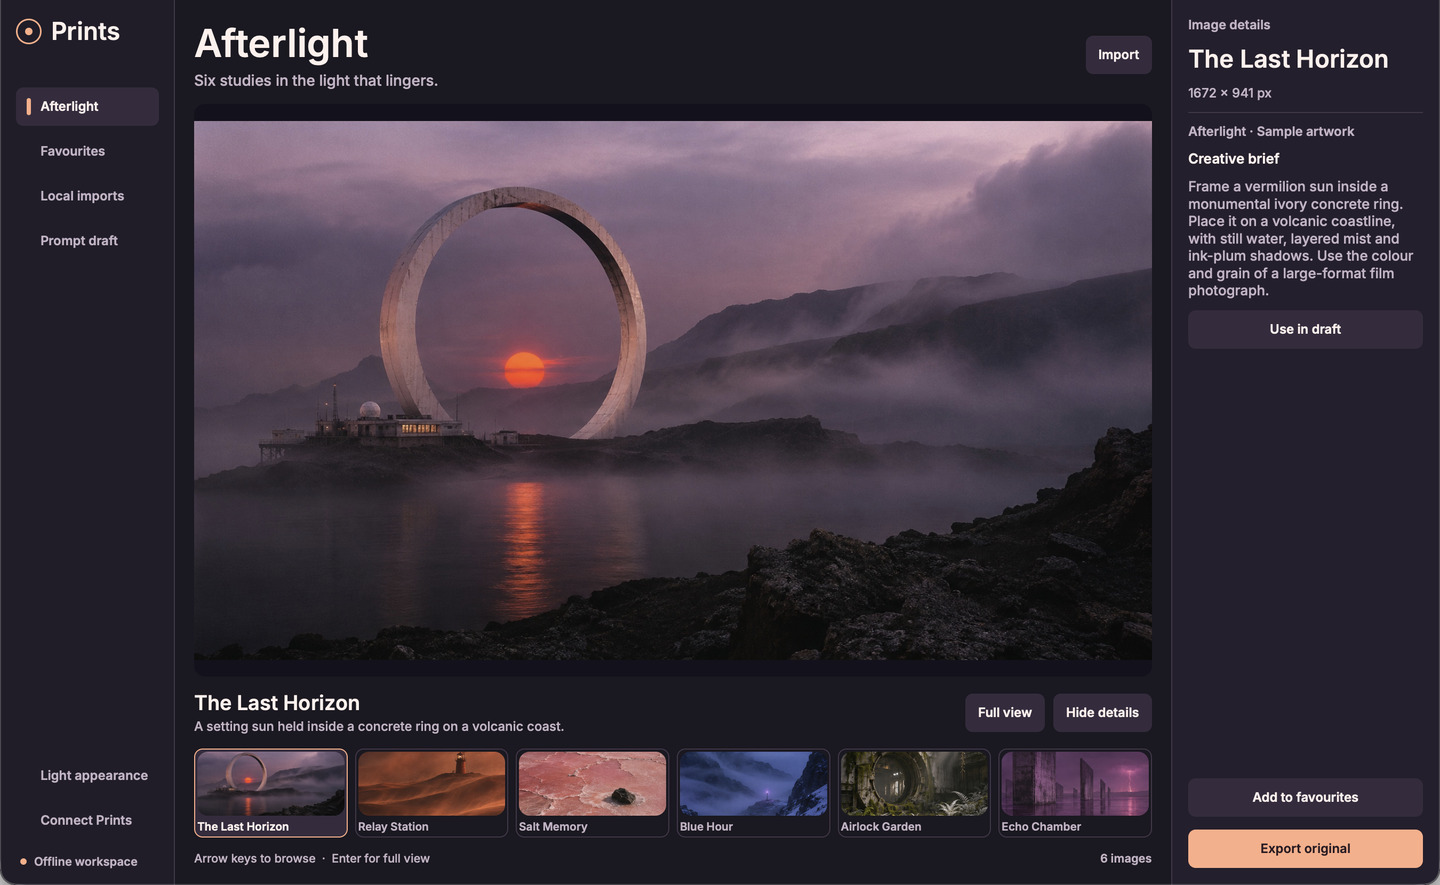 Prints
Afterlight
Favourites
Local imports
Prompt draft
Light appearance
Connect Prints
Offline workspace
Afterlight
Six studies in the light that lingers.
Import
The Last Horizon
A setting sun held inside a concrete ring on a volcanic coast.
Full view
Hide details
The Last Horizon
Relay Station
Salt Memory
Blue Hour
Airlock Garden
Echo Chamber
Arrow keys to browse · Enter for full view
6 images
Image details
The Last Horizon
1672 × 941 px
Afterlight · Sample artwork
Creative brief
Frame a vermilion sun inside a
monumental ivory concrete ring.
Place it on a volcanic coastline,
with still water, layered mist and
ink-plum shadows. Use the colour
and grain of a large-format film
photograph.
Use in draft
Add to favourites
Export original